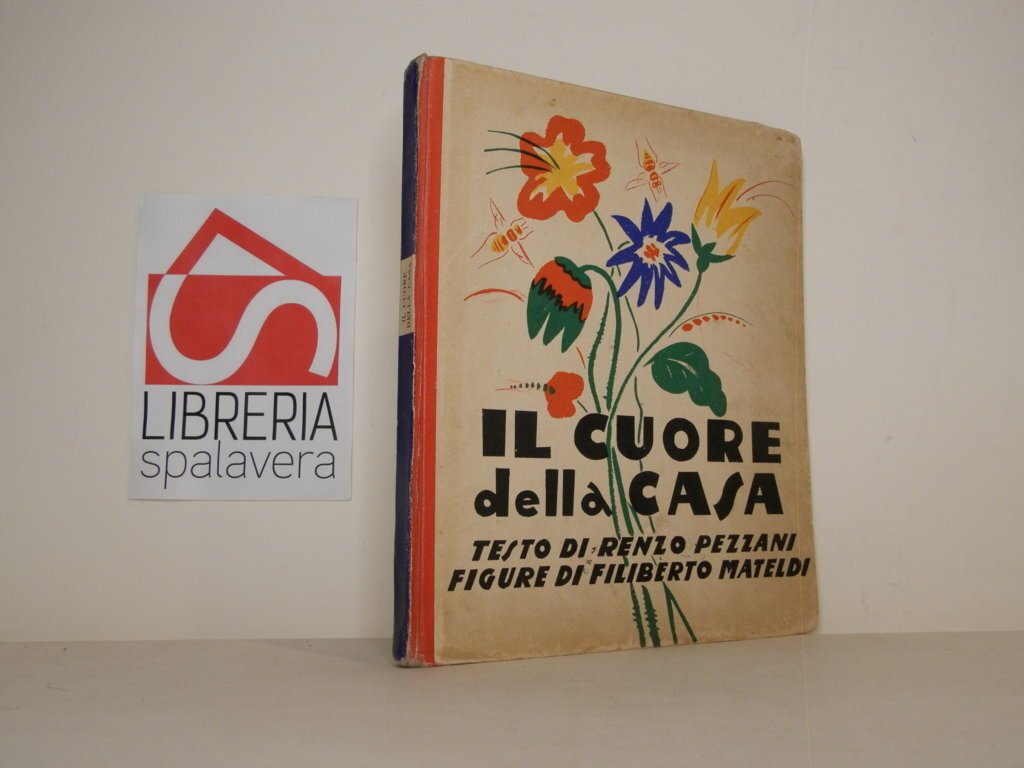 LIBRERIA
spalavera
IL CUORE
DELLA CASA
IL CUORE
della CASA
TESTO DI RENZO PEZZANI
FIGURE DI FILIBERTO MATELDI